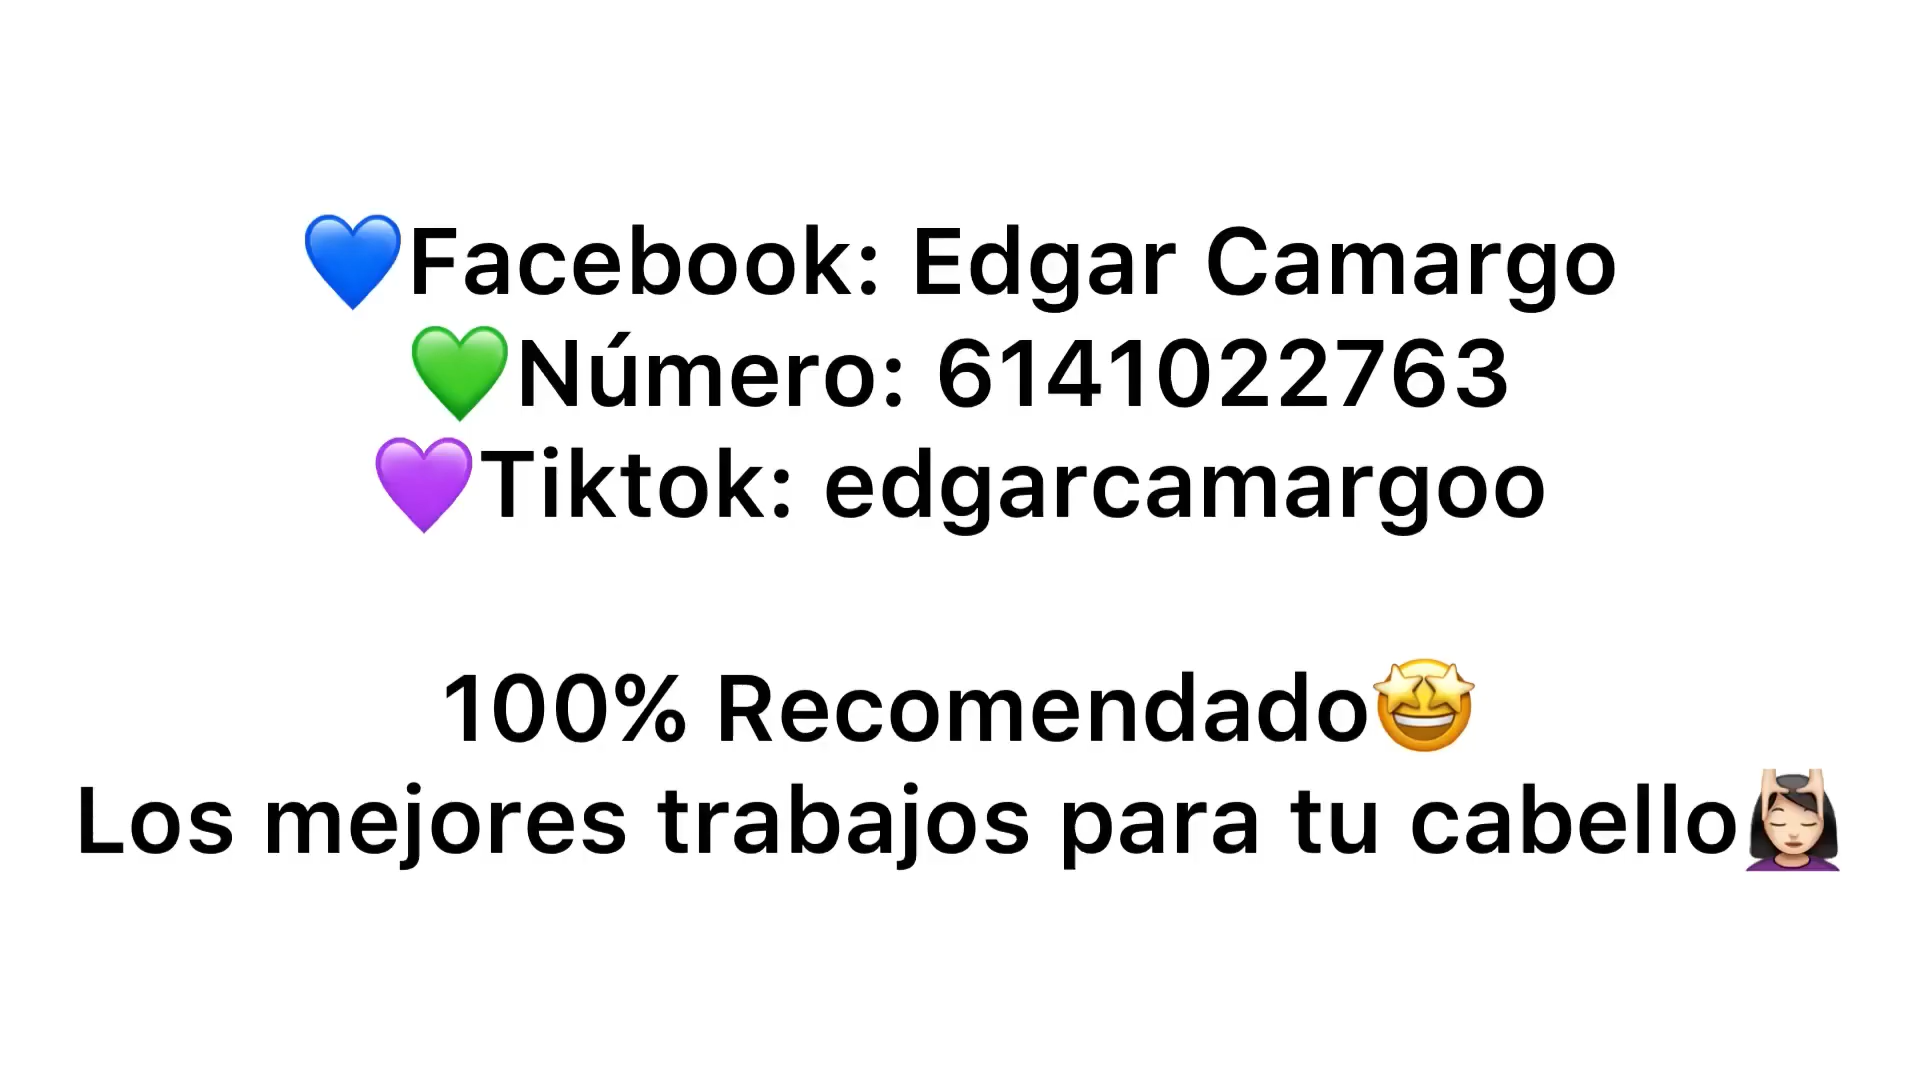 💙Facebook: Edgar Camargo
💚Número: 6141022763
💜Tiktok: edgarcamargoo
100% Recomendado🤩
Los mejores trabajos para tu cabello💆🏻‍♀️